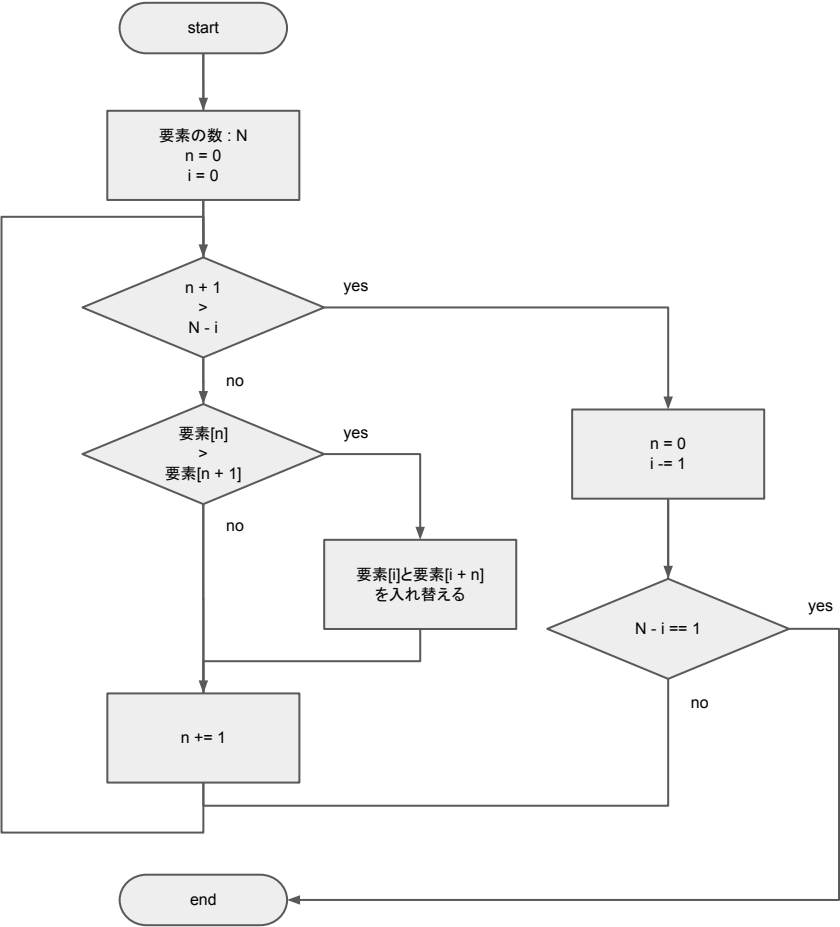 start
要素の数 : N
n = 0
i = 0
n + 1
>
N - i
yes
no
要素[n]
>
要素[n + 1]
yes
no
要素[i]と要素[i + n]
を入れ替える
n += 1
n = 0
i -= 1
N - i == 1
yes
no
end